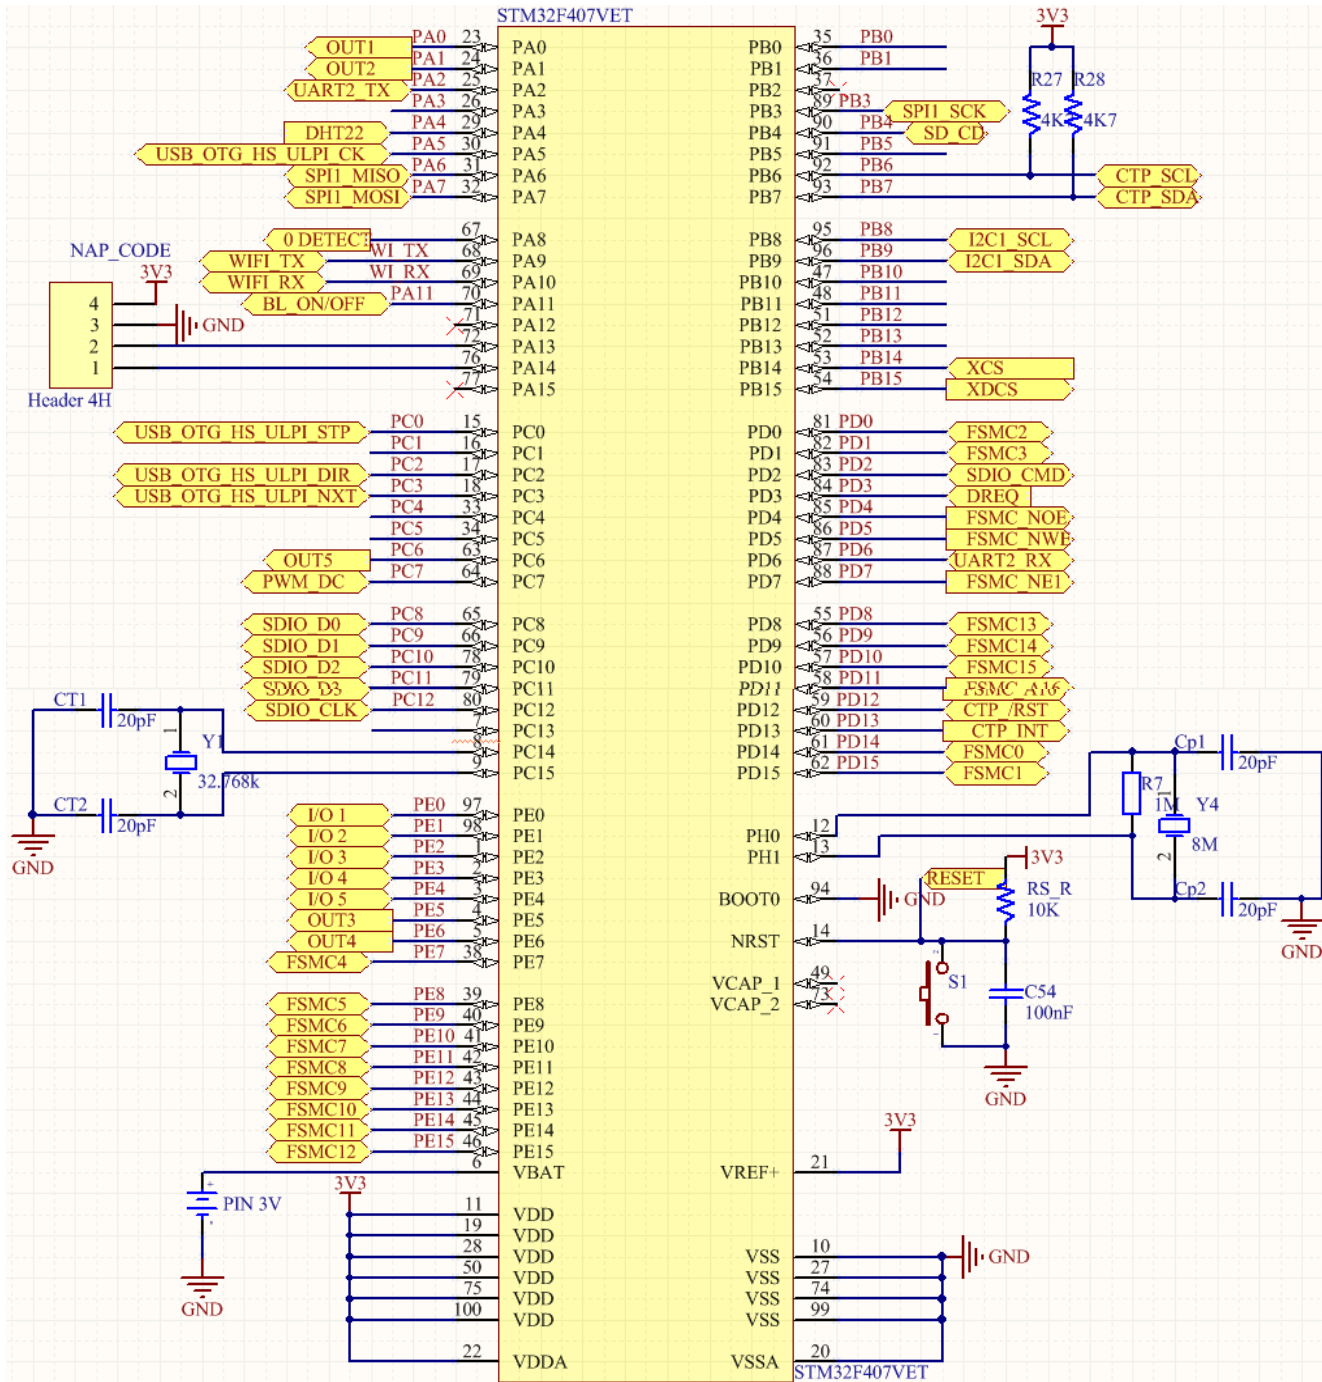 STM32F407VET
OUT1 PA0 23 PA0
OUT2 PA1 24 PA1
UART2_TX PA2 25 PA2
PA3 26 PA3
DHT22 PA4 29 PA4
USB_OTG_HS_ULPI_CK PA5 30 PA5
SPI1_MISO PA6 31 PA6
SPI1_MOSI PA7 32 PA7
0 DETECT 67 PA8
WIFI_TX WI_TX 68 PA9
WIFI_RX WI_RX 69 PA10
BL_ON/OFF PA11 70 PA11
71 PA12
72 PA13
76 PA14
77 PA15
NAP_CODE
3V3
4
3 GND
2
1
Header 4H
USB_OTG_HS_ULPI_STP PC0 15 PC0
PC1 16 PC1
USB_OTG_HS_ULPI_DIR PC2 17 PC2
USB_OTG_HS_ULPI_NXT PC3 18 PC3
PC4 33 PC4
PC5 34 PC5
OUT5 PC6 63 PC6
PWM_DC PC7 64 PC7
SDIO_D0 PC8 65 PC8
SDIO_D1 PC9 66 PC9
SDIO_D2 PC10 78 PC10
SDIO_D3 PC11 79 PC11
SDIO_CLK PC12 80 PC12
7 PC13
8 PC14
9 PC15
CT1
20pF
1
Y1
32.768k
2
CT2
20pF
GND
I/O 1 PE0 97 PE0
I/O 2 PE1 98 PE1
I/O 3 PE2 1 PE2
I/O 4 PE3 2 PE3
I/O 5 PE4 3 PE4
OUT3 PE5 4 PE5
OUT4 PE6 5 PE6
FSMC4 PE7 38 PE7
FSMC5 PE8 39 PE8
FSMC6 PE9 40 PE9
FSMC7 PE10 41 PE10
FSMC8 PE11 42 PE11
FSMC9 PE12 43 PE12
FSMC10 PE13 44 PE13
FSMC11 PE14 45 PE14
FSMC12 PE15 46 PE15
6 VBAT
+
PIN 3V
-
GND
3V3
11 VDD
19 VDD
28 VDD
50 VDD
75 VDD
100 VDD
22 VDDA
PB0 35 PB0
PB1 36 PB1
PB2 37
PB3 89 PB3 SPI1_SCK
PB4 90 PB4 SD_CD
PB5 91 PB5
PB6 92 PB6 CTP_SCL
PB7 93 PB7 CTP_SDA
3V3
R27 R28
4K 4K7
PB8 95 PB8 I2C1_SCL
PB9 96 PB9 I2C1_SDA
PB10 47 PB10
PB11 48 PB11
PB12 51 PB12
PB13 52 PB13
PB14 53 PB14 XCS
PB15 54 PB15 XDCS
PD0 81 PD0 FSMC2
PD1 82 PD1 FSMC3
PD2 83 PD2 SDIO_CMD
PD3 84 PD3 DREQ
PD4 85 PD4 FSMC_NOE
PD5 86 PD5 FSMC_NWE
PD6 87 PD6 UART2_RX
PD7 88 PD7 FSMC_NE1
PD8 55 PD8 FSMC13
PD9 56 PD9 FSMC14
PD10 57 PD10 FSMC15
PD11 58 PD11 FSMC_A16
PD12 59 PD12 CTP_/RST
PD13 60 PD13 CTP_INT
PD14 61 PD14 FSMC0
PD15 62 PD15 FSMC1
PH0 12
PH1 13
Cp1
20pF
R7
1M
1
Y4
8M
2
Cp2
20pF
GND
BOOT0 94 GND
NRST 14
RESET
3V3
RS_R
10K
S1
C54
100nF
GND
VCAP_1 49
VCAP_2 73
3V3
VREF+ 21
VSS 10 GND
VSS 27
VSS 74
VSS 99
VSSA 20
STM32F407VET